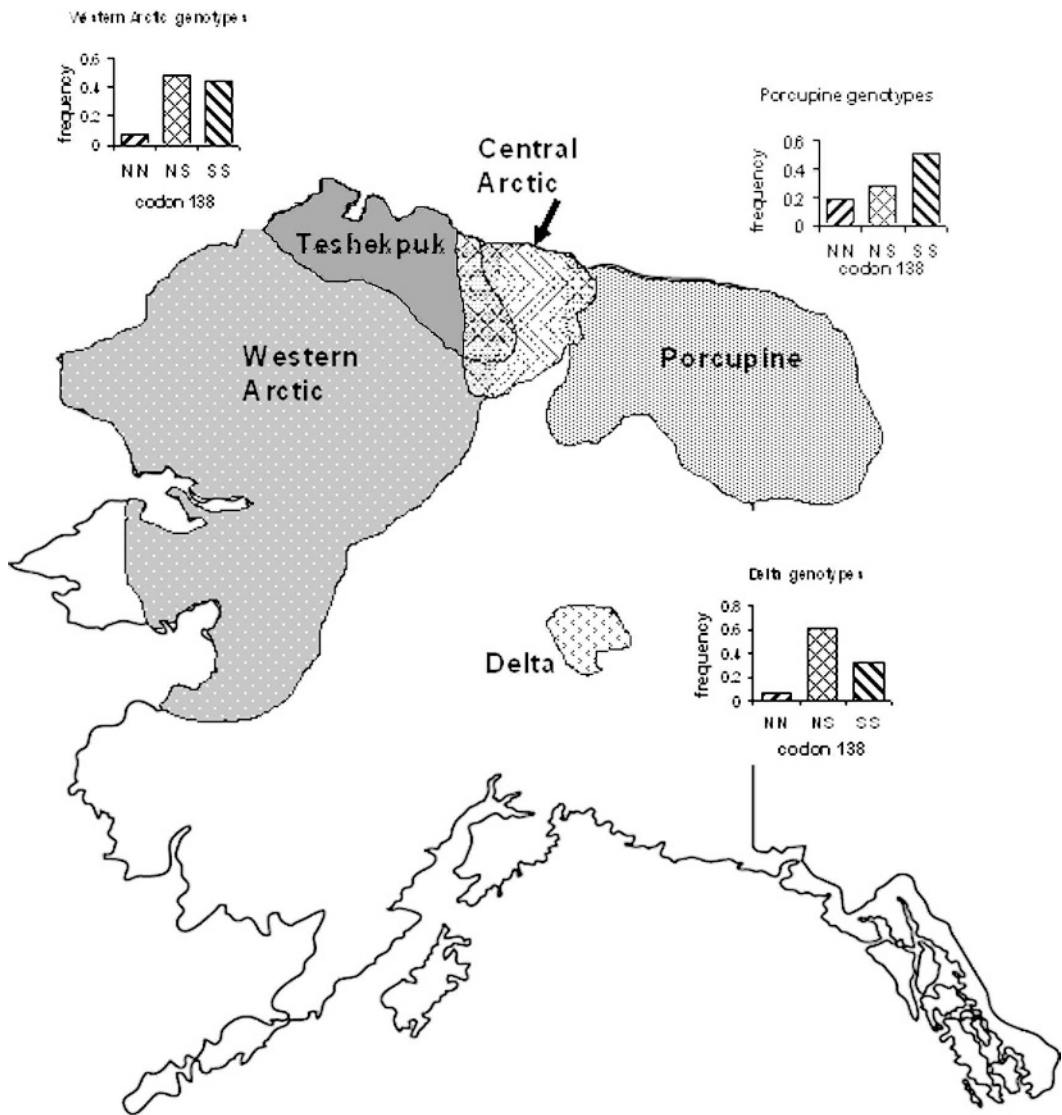 Western Arctic genotypes
0.6
0.4
0.2
0
frequency
NN NS SS
codon 138
Porcupine genotypes
0.6
0.4
0.2
0
frequency
NN NS SS
codon 138
Central
Arctic
Teshekpuk
Western
Arctic
Porcupine
Delta genotypes
0.8
0.6
0.4
0.2
0
frequency
NN NS SS
codon 138
Delta